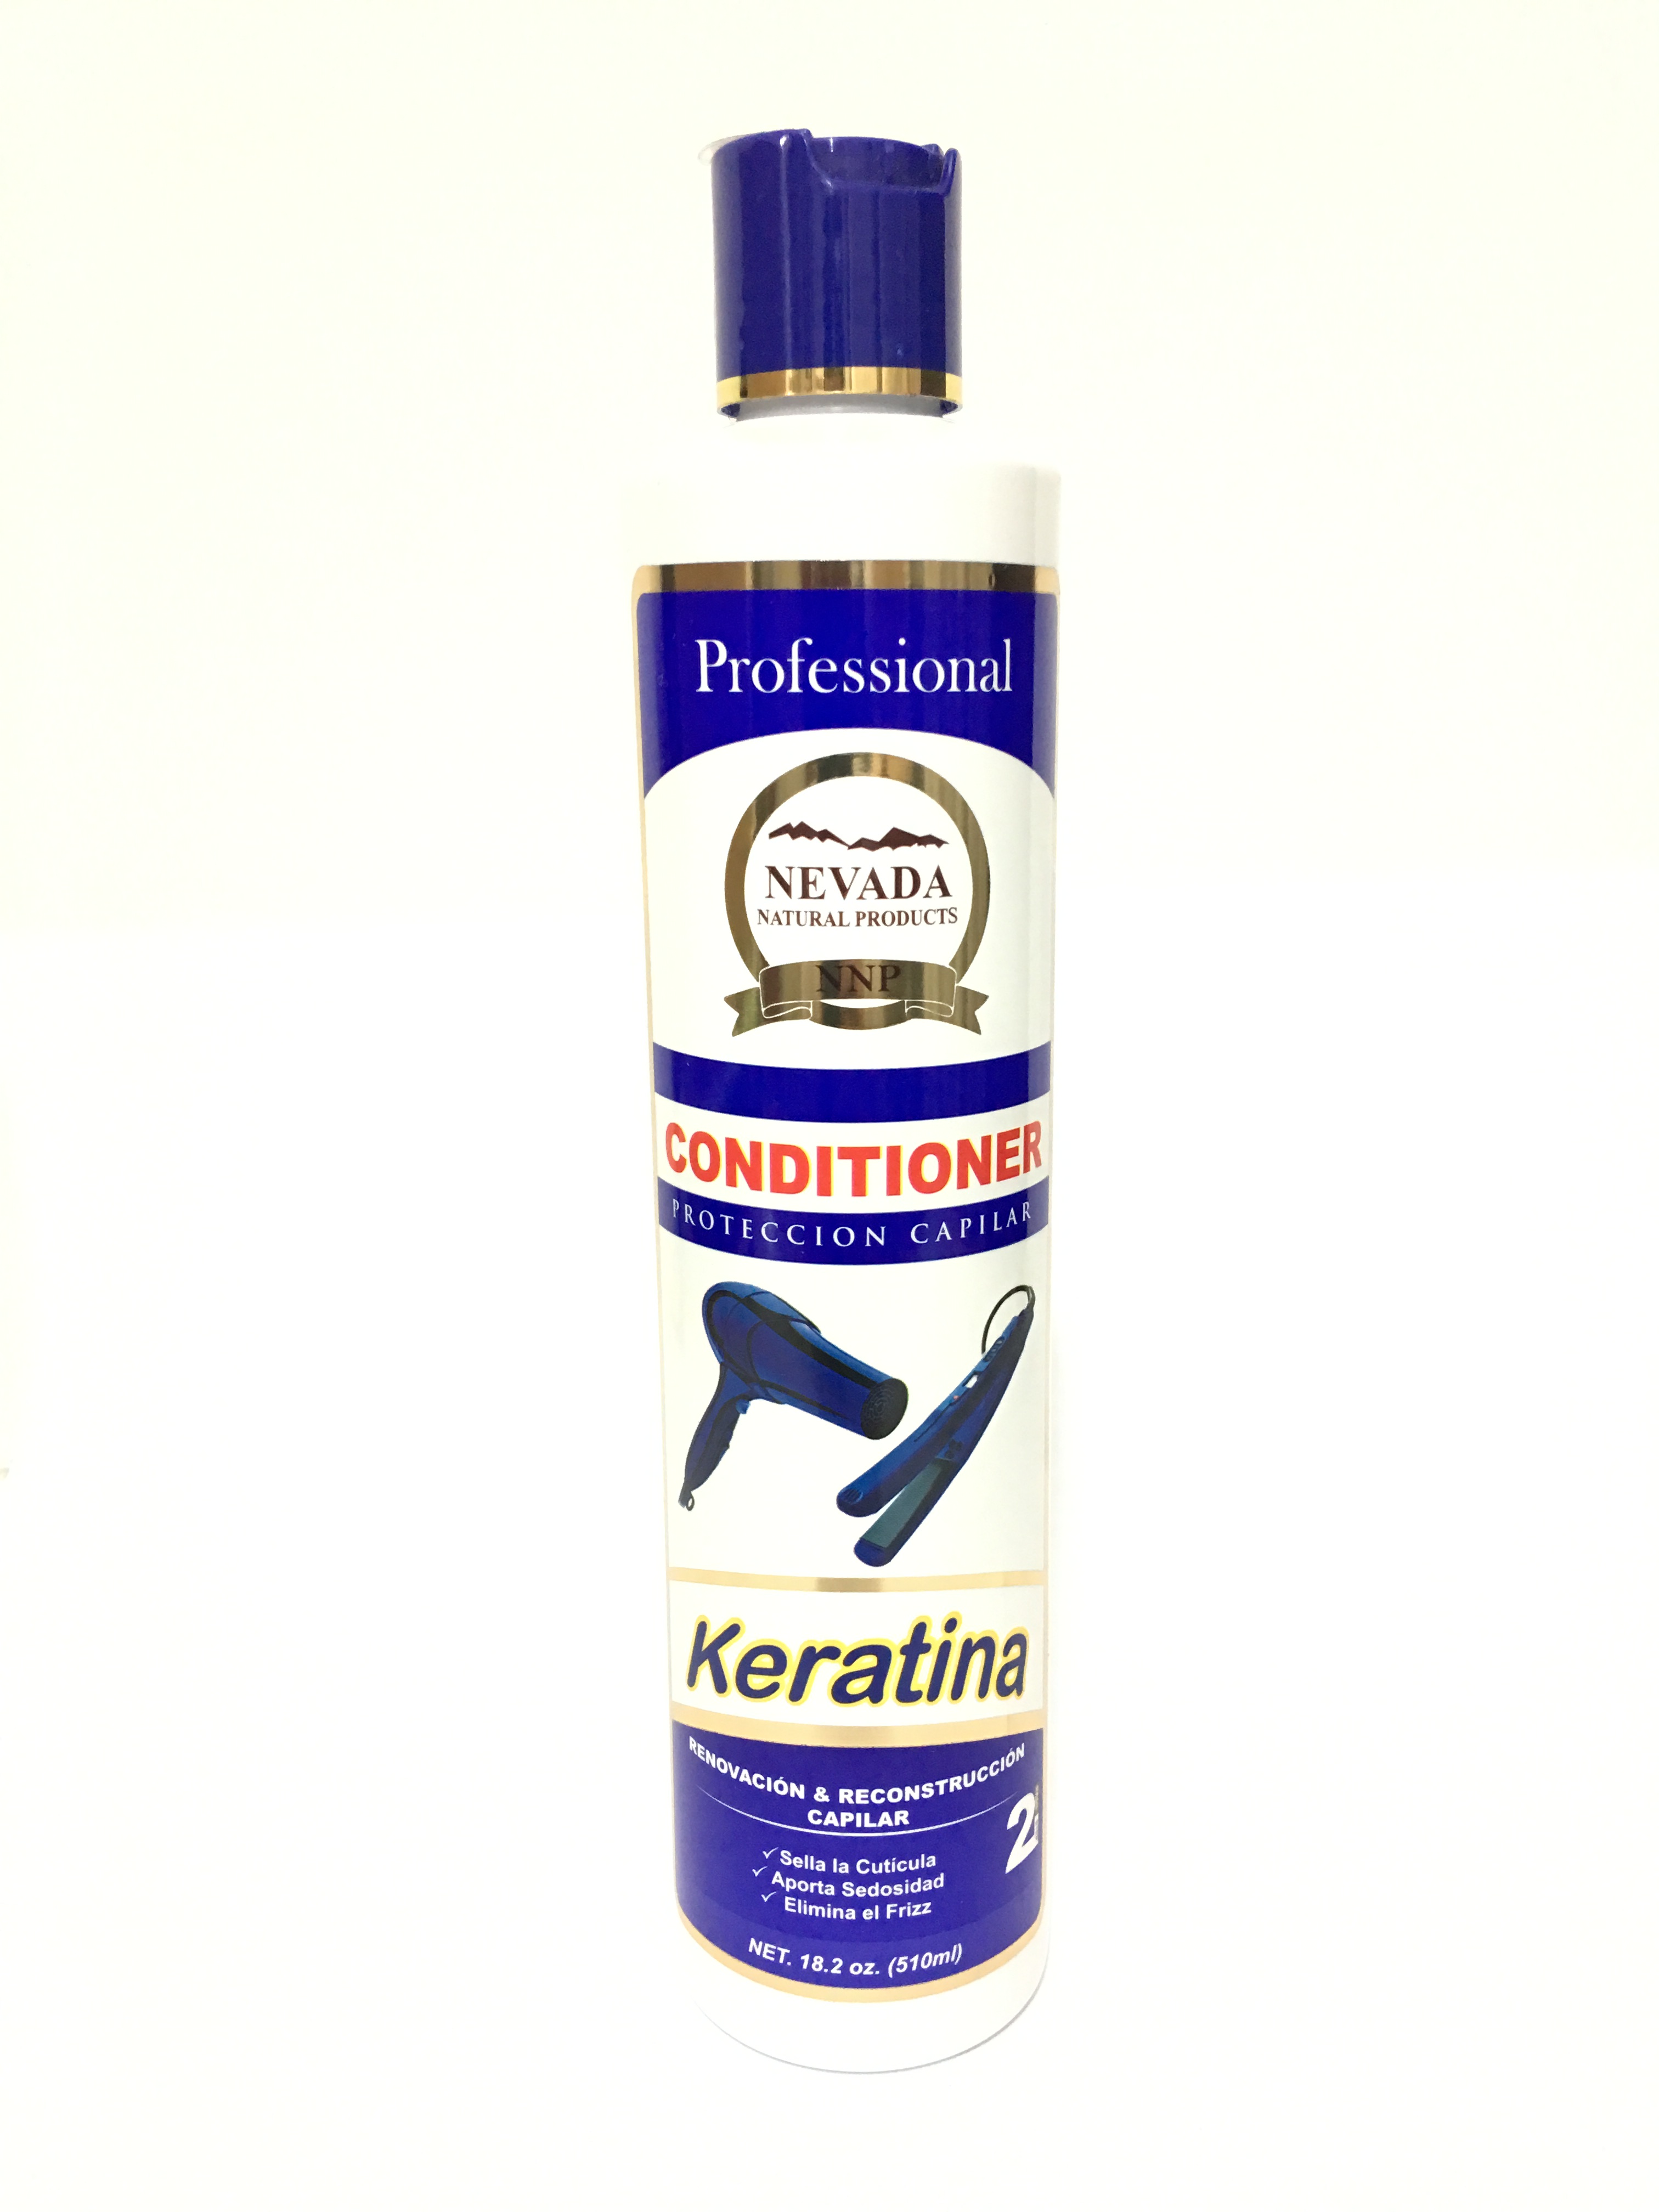 Professional
NEVADA
NATURAL PRODUCTS
NNP
CONDITIONER
PROTECCION CAPILAR
Keratina
RENOVACIÓN & RECONSTRUCCIÓN
CAPILAR
2
Sella la Cutícula
Aporta Sedosidad
Elimina el Frizz
NET. 18.2 oz. (510ml)